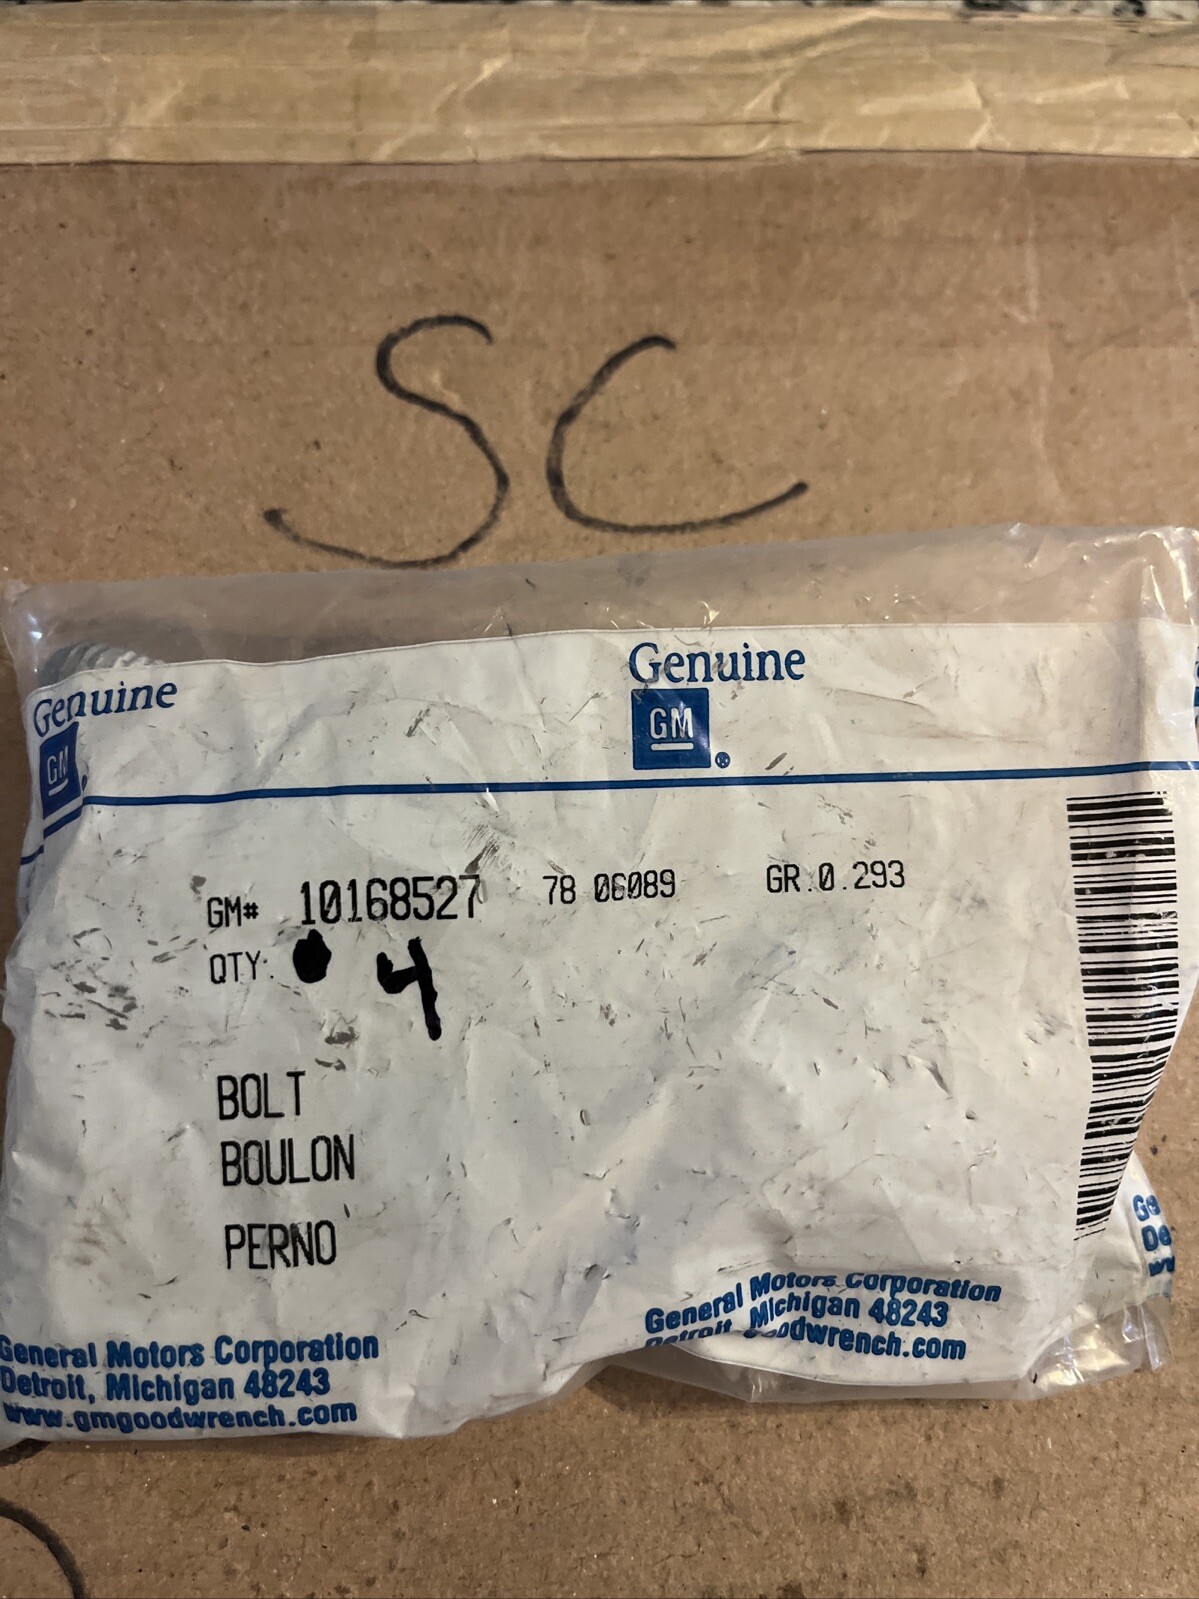 SC
Genuine
GM
Genuine
GM ®
GM# 10168527 78 06089 GR.0.293
QTY: 4
BOLT
BOULON
PERNO
General Motors Corporation
Detroit, Michigan 48243
www.gmgoodwrench.com
General Motors Corporation
Detroit, Michigan 48243
goodwrench.com